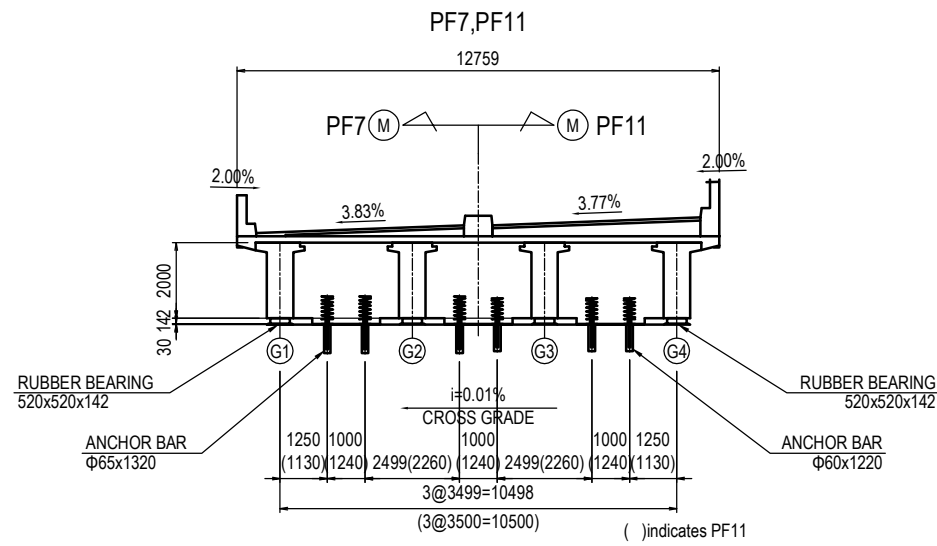 PF7,PF11
12759
PF7 M M PF11
2.00% 2.00%
3.83% 3.77%
2000
142
30
G1 G2 G3 G4
RUBBER BEARING
520x520x142
RUBBER BEARING
520x520x142
i=0.01%
CROSS GRADE
ANCHOR BAR
Φ65x1320
ANCHOR BAR
Φ60x1220
1250 1000 1000 1000 1250
(1130) (1240) 2499(2260) (1240) 2499(2260) (1240) (1130)
3@3499=10498
(3@3500=10500)
( )indicates PF11